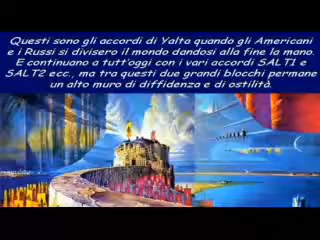 Questi sono gli accordi di Yalta quando gli Americani
e i Russi si divisero il mondo dandosi alla fine la mano.
E continuano a tutt'oggi con i vari accordi SALT1 e
SALT2 ecc., ma tra questi due grandi blocchi permane
un alto muro di diffidenza e di ostilità.